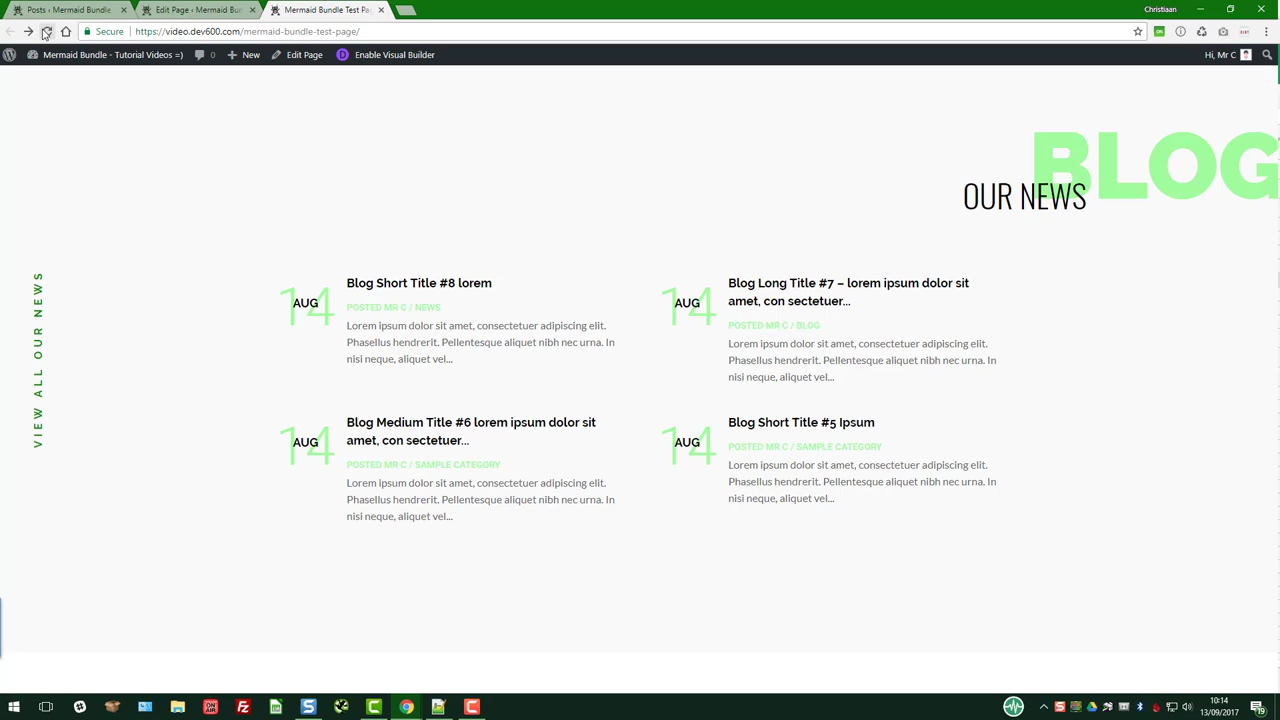 Posts ‹ Mermaid Bundle
Edit Page ‹ Mermaid Bun
Mermaid Bundle Test Pa
Christiaan
Secure
https://video.dev600.com/mermaid-bundle-test-page/
Mermaid Bundle - Tutorial Videos =)
0
New
Edit Page
D
Enable Visual Builder
Hi, Mr C
BLOG
OUR NEWS
VIEW ALL OUR NEWS
14
AUG
Blog Short Title #8 lorem
POSTED MR C / NEWS
Lorem ipsum dolor sit amet, consectetuer adipiscing elit.
Phasellus hendrerit. Pellentesque aliquet nibh nec urna. In
nisi neque, aliquet vel...
14
AUG
Blog Long Title #7 – lorem ipsum dolor sit
amet, con sectetuer...
POSTED MR C / BLOG
Lorem ipsum dolor sit amet, consectetuer adipiscing elit.
Phasellus hendrerit. Pellentesque aliquet nibh nec urna. In
nisi neque, aliquet vel...
14
AUG
Blog Medium Title #6 lorem ipsum dolor sit
amet, con sectetuer...
POSTED MR C / SAMPLE CATEGORY
Lorem ipsum dolor sit amet, consectetuer adipiscing elit.
Phasellus hendrerit. Pellentesque aliquet nibh nec urna. In
nisi neque, aliquet vel...
14
AUG
Blog Short Title #5 Ipsum
POSTED MR C / SAMPLE CATEGORY
Lorem ipsum dolor sit amet, consectetuer adipiscing elit.
Phasellus hendrerit. Pellentesque aliquet nibh nec urna. In
nisi neque, aliquet vel...
ON AIR
10:14
13/09/2017